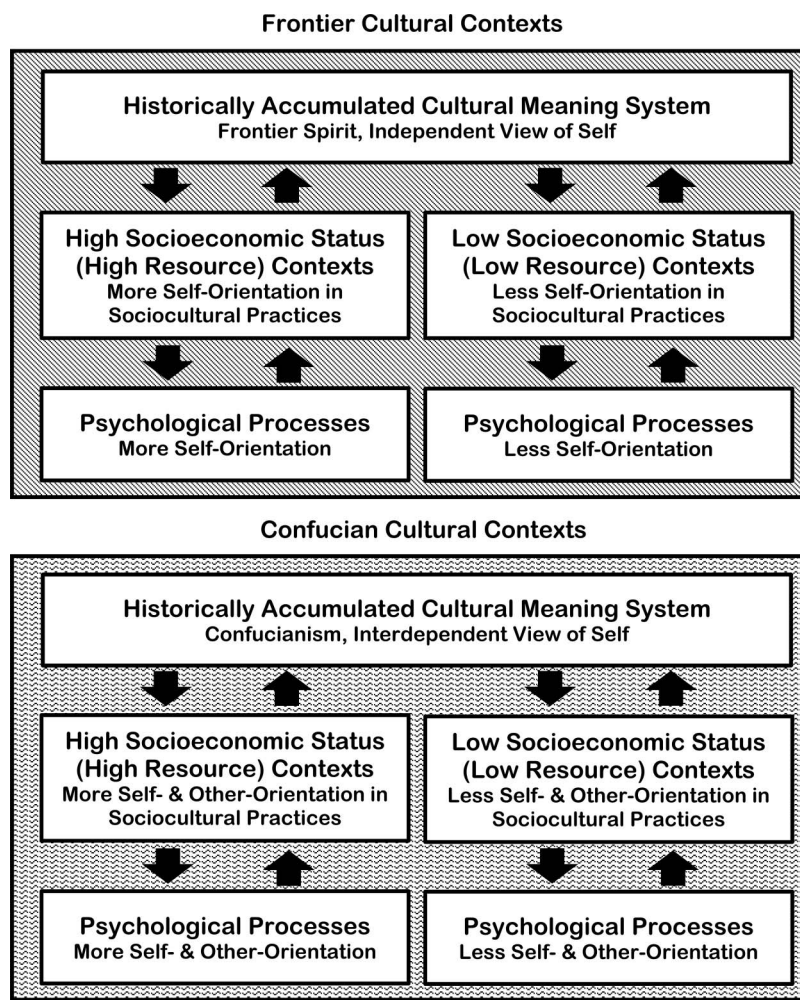 Frontier Cultural Contexts
Historically Accumulated Cultural Meaning System
Frontier Spirit, Independent View of Self
High Socioeconomic Status
(High Resource) Contexts
More Self-Orientation in
Sociocultural Practices
Low Socioeconomic Status
(Low Resource) Contexts
Less Self-Orientation in
Sociocultural Practices
Psychological Processes
More Self-Orientation
Psychological Processes
Less Self-Orientation
Confucian Cultural Contexts
Historically Accumulated Cultural Meaning System
Confucianism, Interdependent View of Self
High Socioeconomic Status
(High Resource) Contexts
More Self- & Other-Orientation in
Sociocultural Practices
Low Socioeconomic Status
(Low Resource) Contexts
Less Self- & Other-Orientation in
Sociocultural Practices
Psychological Processes
More Self- & Other-Orientation
Psychological Processes
Less Self- & Other-Orientation